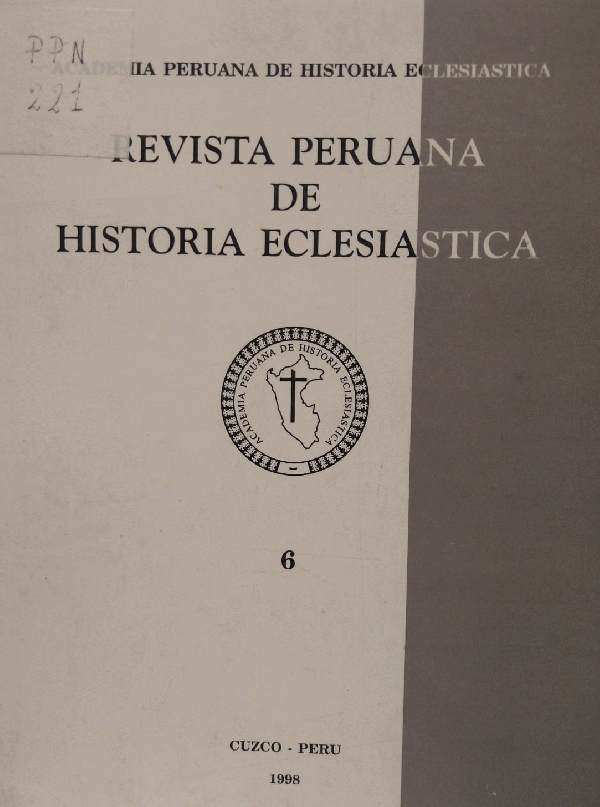 PPN
221
ACADEMIA PERUANA DE HISTORIA ECLESIASTICA
REVISTA PERUANA
DE
HISTORIA ECLESIASTICA
ACADEMIA PERUANA DE HISTORIA ECLESIASTICA
6
CUZCO - PERU
1998